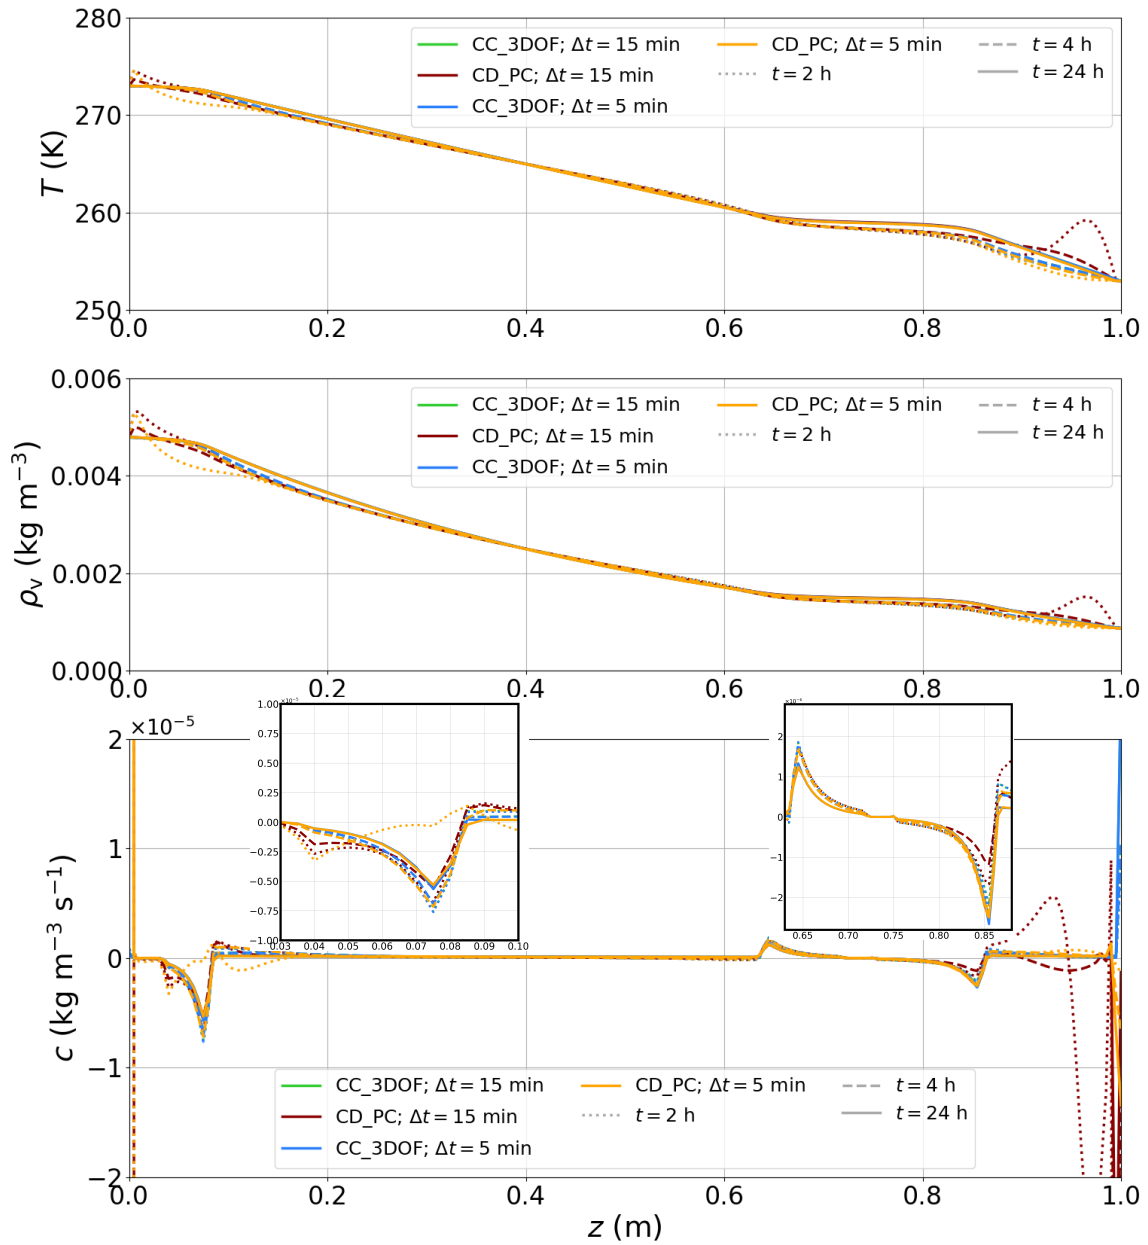 280
270
260
250
T (K)
CC_3DOF; Δt = 15 min
CD_PC; Δt = 15 min
CC_3DOF; Δt = 5 min
CD_PC; Δt = 5 min
t = 2 h
t = 4 h
t = 24 h
0.0 0.2 0.4 0.6 0.8 1.0
0.006
0.004
0.002
0.000
ρv (kg m−3)
CC_3DOF; Δt = 15 min
CD_PC; Δt = 15 min
CC_3DOF; Δt = 5 min
CD_PC; Δt = 5 min
t = 2 h
t = 4 h
t = 24 h
0.0 0.2 0.4 0.6 0.8 1.0
×10−5
2
1
0
−1
−2
c (kg m−3 s−1)
×10−5
1.00
0.75
0.50
0.25
0.00
−0.25
−0.50
−0.75
−1.00
0.03 0.04 0.05 0.06 0.07 0.08 0.09 0.10
2
1
0
−1
−2
0.65 0.70 0.75 0.80 0.85
CC_3DOF; Δt = 15 min
CD_PC; Δt = 15 min
CC_3DOF; Δt = 5 min
CD_PC; Δt = 5 min
t = 2 h
t = 4 h
t = 24 h
0.0 0.2 0.4 0.6 0.8 1.0
z (m)